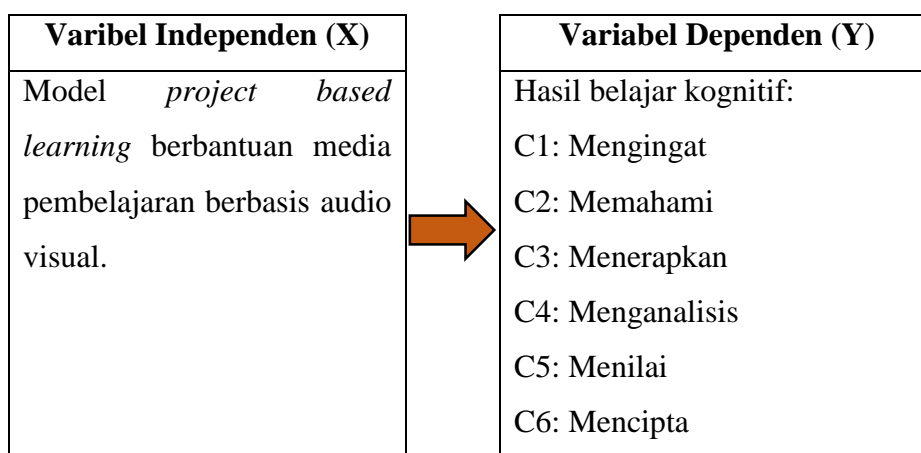 Varibel Independen (X)
Model project based
learning berbantuan media
pembelajaran berbasis audio
visual.
Variabel Dependen (Y)
Hasil belajar kognitif:
C1: Mengingat
C2: Memahami
C3: Menerapkan
C4: Menganalisis
C5: Menilai
C6: Mencipta